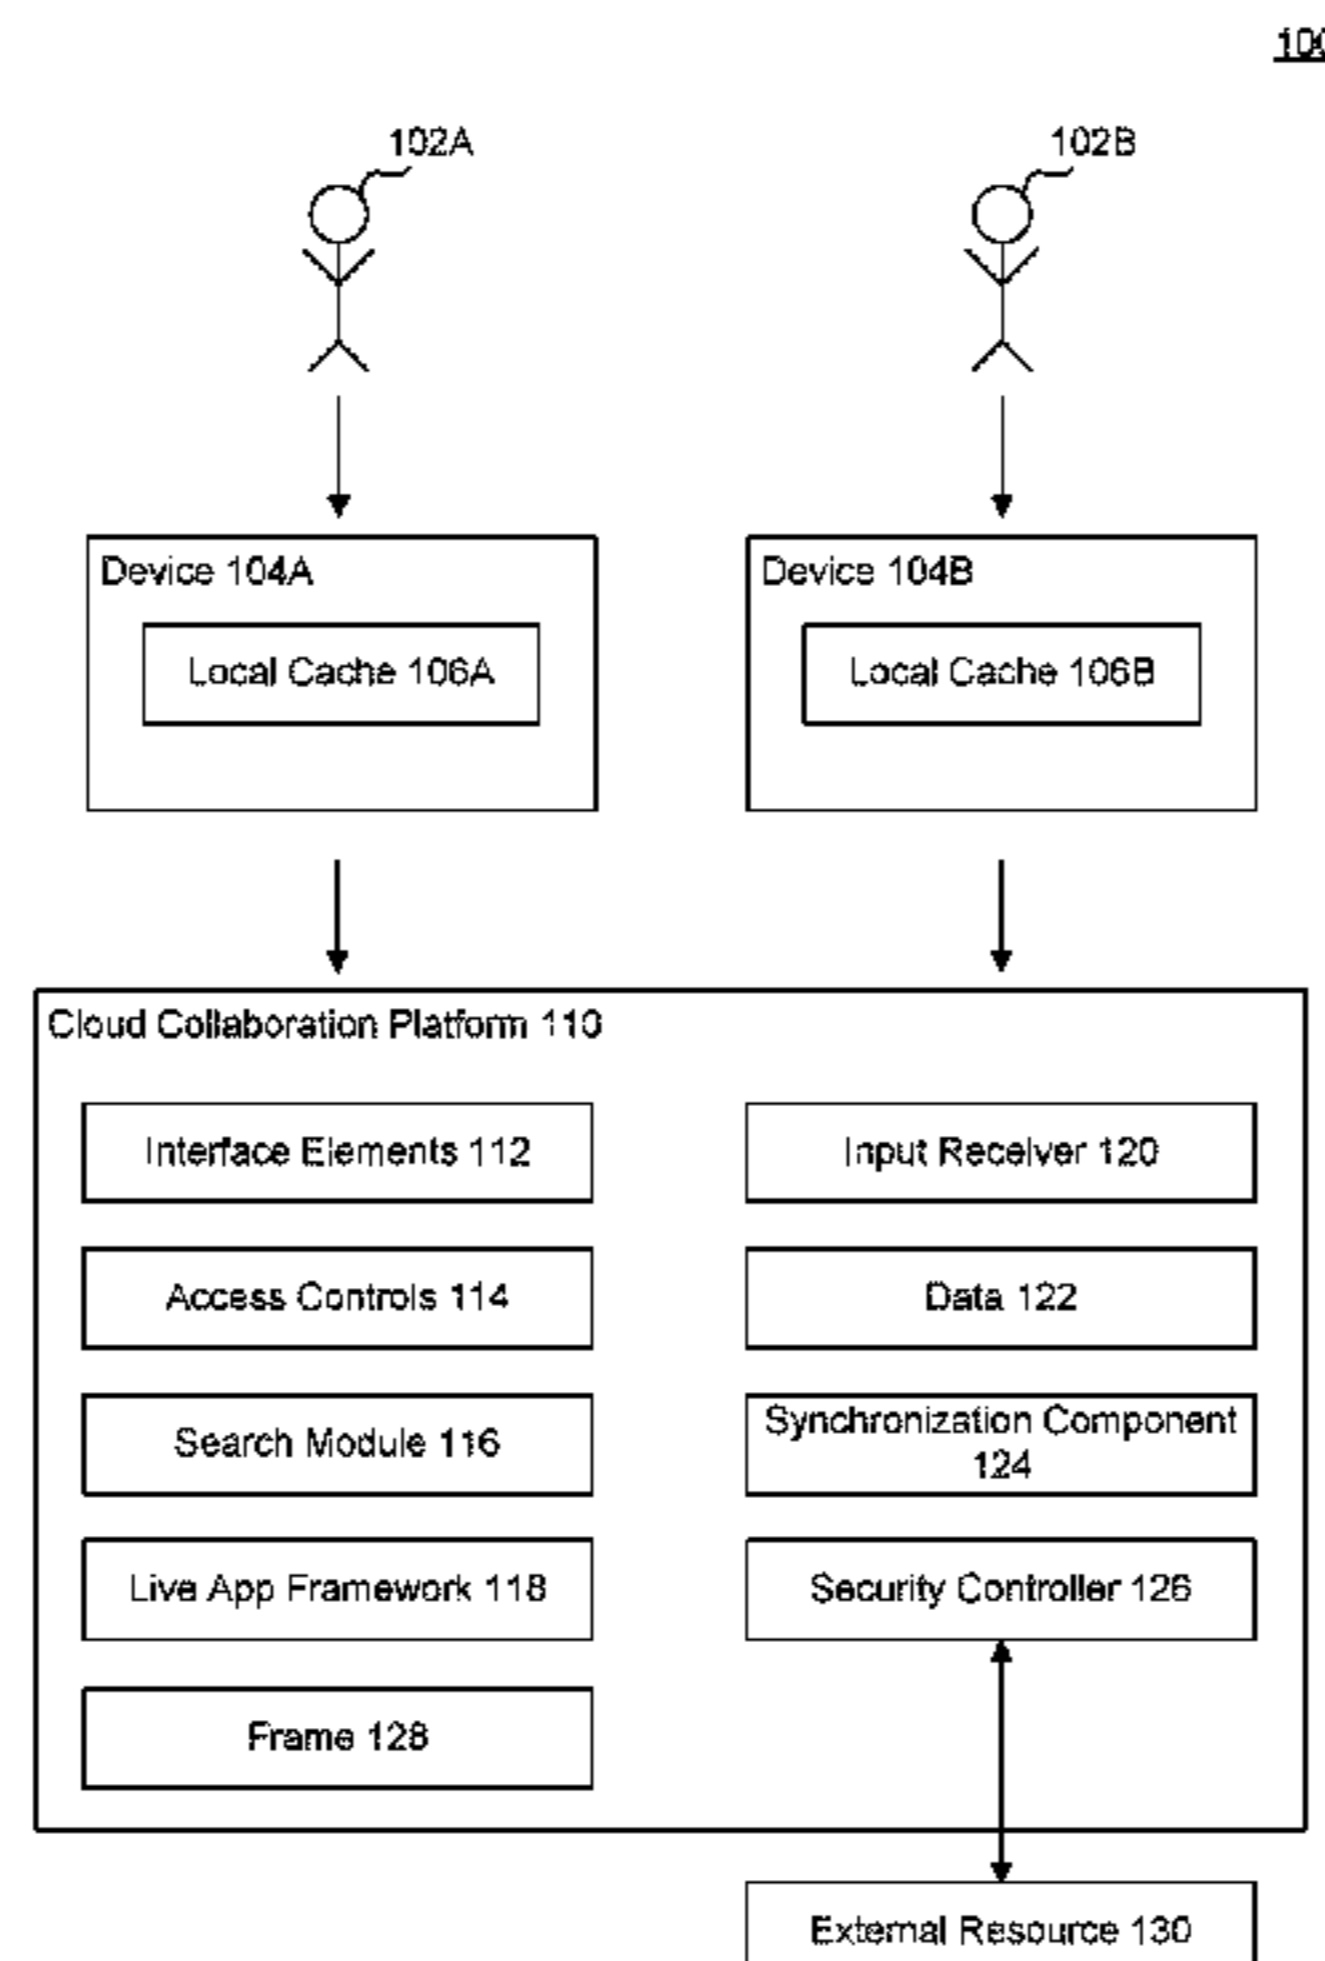 100
102A
102B
Device 104A
Device 104B
Local Cache 106A
Local Cache 106B
Cloud Collaboration Platform 110
Interface Elements 112
Input Receiver 120
Access Controls 114
Data 122
Search Module 116
Synchronization Component
124
Live App Framework 118
Security Controller 126
Frame 128
External Resource 130